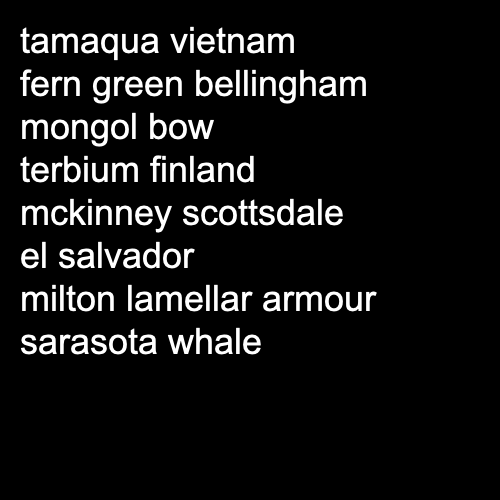 tamaqua vietnam
fern green bellingham
mongol bow
terbium finland
mckinney scottsdale
el salvador
milton lamellar armour
sarasota whale